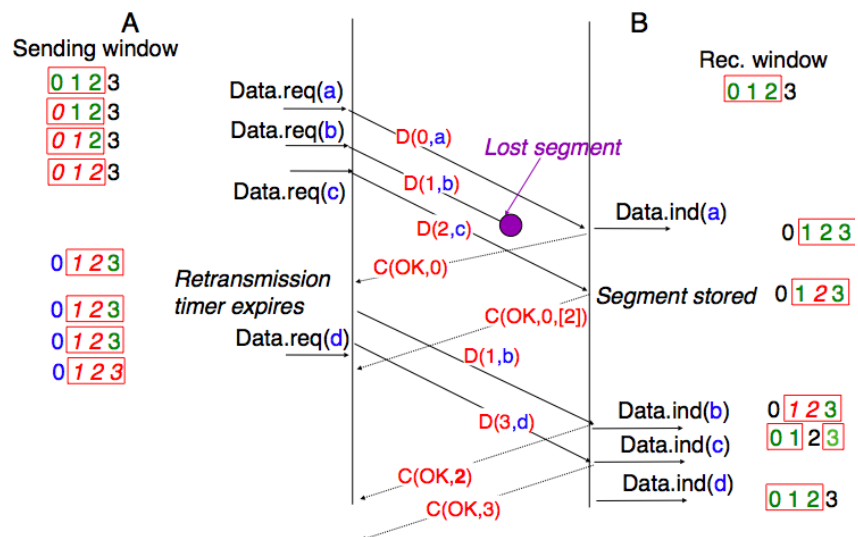 A
B
Sending window
Rec. window
0 1 2 3
0 1 2 3
0 1 2 3
0 1 2 3
0 1 2 3
Data.req(a)
Data.req(b)
Data.req(c)
D(0,a)
D(1,b)
D(2,c)
Lost segment
Data.ind(a)
0 1 2 3
C(OK,0)
0 1 2 3
Retransmission
timer expires
Segment stored
0 1 2 3
C(OK,0,[2])
0 1 2 3
0 1 2 3
0 1 2 3
Data.req(d)
D(1,b)
D(3,d)
Data.ind(b)
0 1 2 3
Data.ind(c)
0 1 2 3
C(OK,2)
Data.ind(d)
0 1 2 3
C(OK,3)